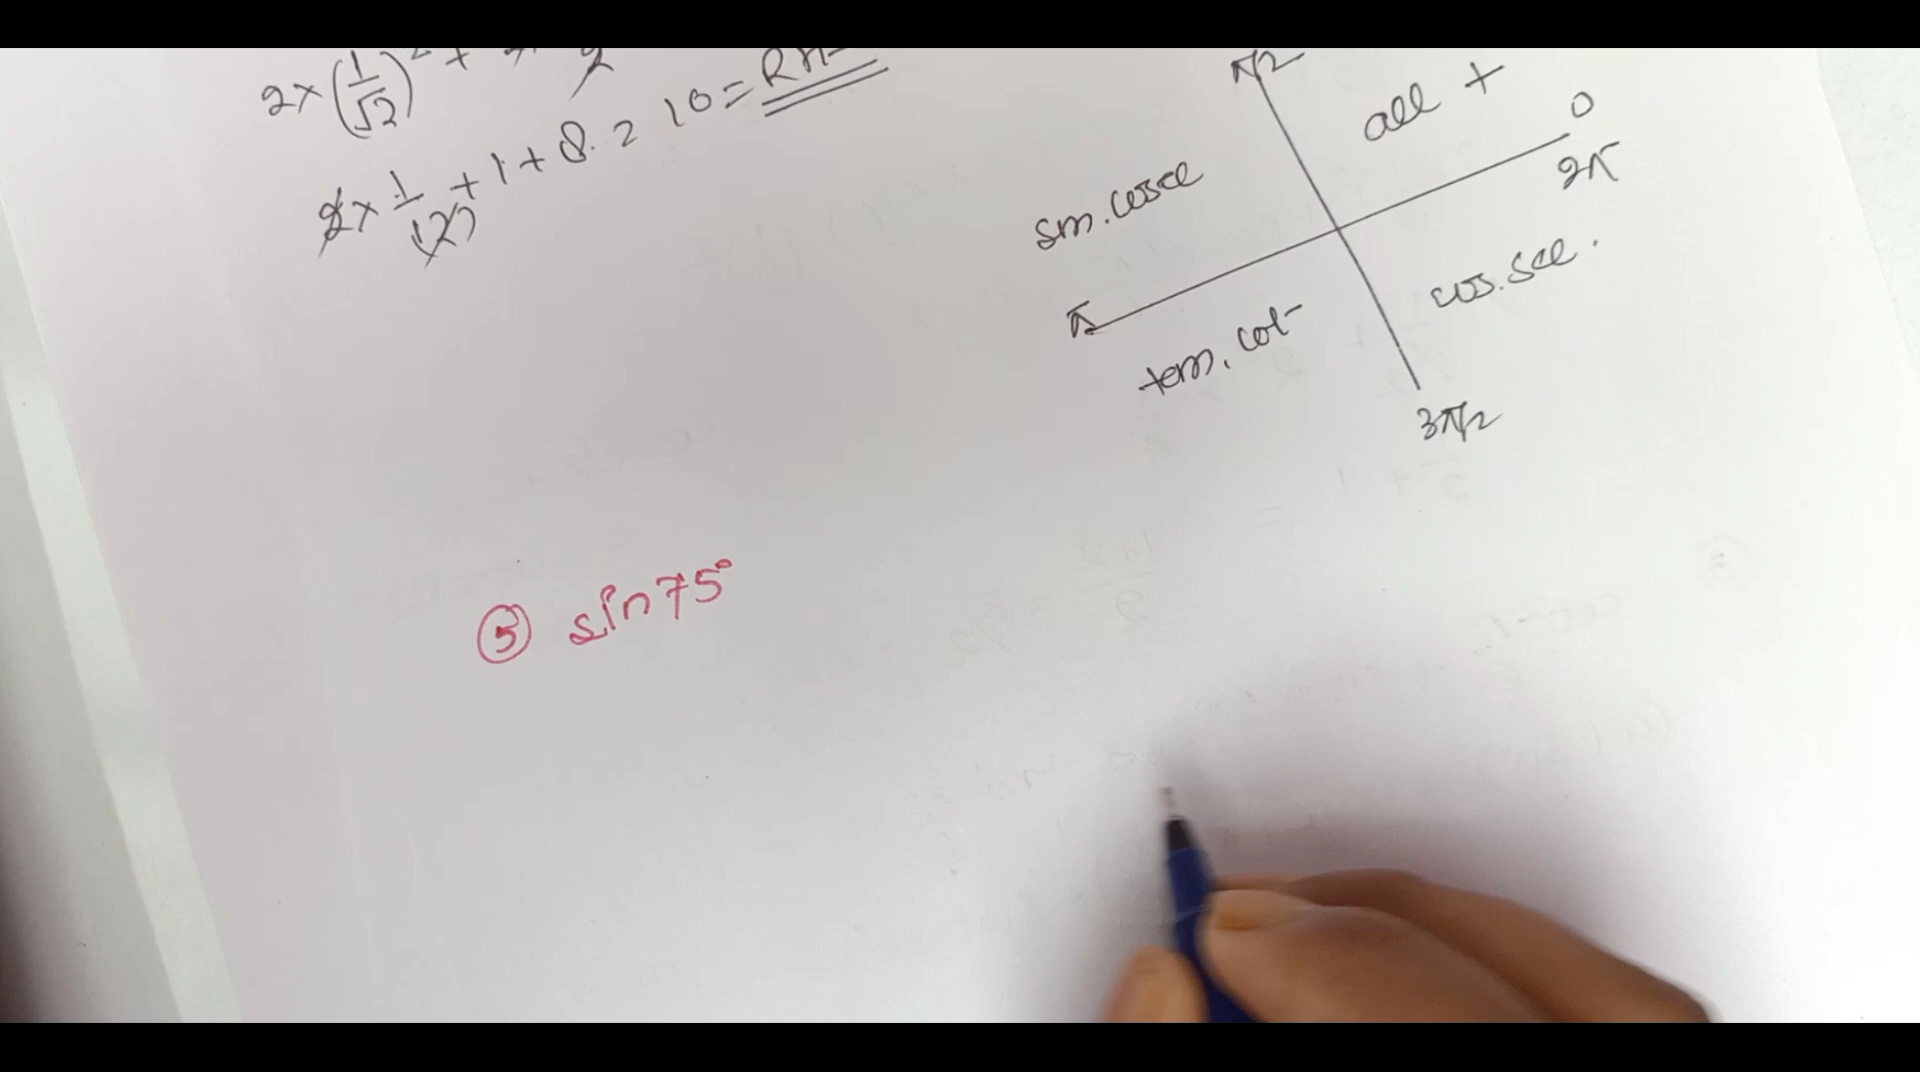 2×(1/√2)² +
2× 1/(2) + 1 + 8 = 10 = RHS
π/2
all +
0
2π
sin.cosec
π
tan.cot
cos.sec.
3π/2
⑤ sin75°